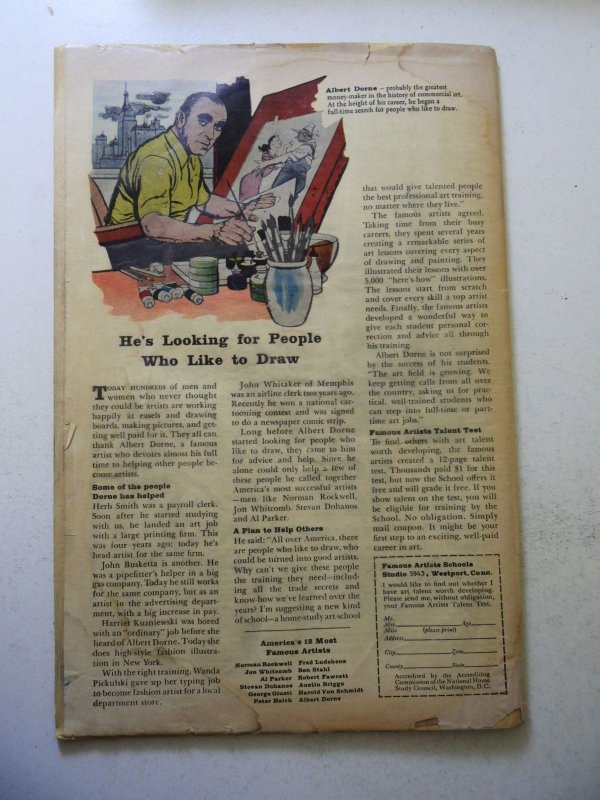 Albert Dorne — probably the greatest
money-maker in the history of commercial art.
At the height of his career, he began a
full-time search for people who like to draw.
He's Looking for People
Who Like to Draw
TODAY HUNDREDS of men and
women who never thought
they could be artists are working
happily at easels and drawing
boards, making pictures, and get-
ting well paid for it. They all can
thank Albert Dorne, a famous
artist who devotes almost his full
time to helping other people be-
come artists.
Some of the people
Dorne has helped
Herb Smith was a payroll clerk.
Soon after he started studying
with us, he landed an art job
with a large printing firm. This
was four years ago; today he's
head artist for the same firm.
John Busketta is another. He
was a pipefitter's helper in a big
gas company. Today he still works
for the same company, but as an
artist in the advertising depart-
ment, with a big increase in pay.
Harriet Kuzniewski was bored
with an "ordinary" job before she
heard of Albert Dorne. Today she
does high-style fashion illustra-
tion in New York.
With the right training, Wanda
Pickulski gave up her typing job
to become fashion artist for a local
department store.
John Whitaker of Memphis
was an airline clerk two years ago.
Recently he won a national car-
tooning contest and was signed
to do a newspaper comic strip.
Long before Albert Dorne
started looking for people who
like to draw, they came to him
for advice and help. Since he
alone could only help a few of
these people he called together
America's most successful artists
—men like Norman Rockwell,
Jon Whitcomb, Stevan Dohanos
and Al Parker.
A Plan to Help Others
He said: "All over America, there
are people who like to draw, who
could be turned into good artists.
Why can't we give these people
the training they need—includ-
ing all the trade secrets and
know-how we've learned over the
years? I'm suggesting a new kind
of school—a home-study art school
America's 12 Most
Famous Artists
Norman Rockwell
Jon Whitcomb
Al Parker
Stevan Dohanos
George Giusti
Peter Helck
Fred Ludekens
Ben Stahl
Robert Fawcett
Austin Briggs
Harold Von Schmidt
Albert Dorne
that would give talented people
the best professional art training,
no matter where they live."
The famous artists agreed.
Taking time from their busy
careers, they spent several years
creating a remarkable series of
art lessons covering every aspect
of drawing and painting. They
illustrated their lessons with over
5,000 "here's how" illustrations.
The lessons start from scratch
and cover every skill a top artist
needs. Finally, the famous artists
developed a wonderful way to
give each student personal cor-
rection and advice all through
his training.
Albert Dorne is not surprised
by the success of his students.
"The art field is growing. We
keep getting calls from all over
the country, asking us for prac-
tical, well-trained students who
can step into full-time or part-
time art jobs."
Famous Artists Talent Test
To find others with art talent
worth developing, the famous
artists created a 12-page talent
test. Thousands paid $1 for this
test, but now the School offers it
free and will grade it free. If you
show talent on the test, you will
be eligible for training by the
School. No obligation. Simply
mail coupon. It might be your
first step to an exciting, well-paid
career in art.
Famous Artists Schools
Studio 5943, Westport, Conn.
I would like to find out whether I
have art talent worth developing.
Please send me, without obligation,
your Famous Artists Talent Test.
Mr.
Mrs. Age
Miss (please print)
Address
City Zone
County State
Accredited by the Accrediting
Commission of the National Home
Study Council, Washington, D.C.